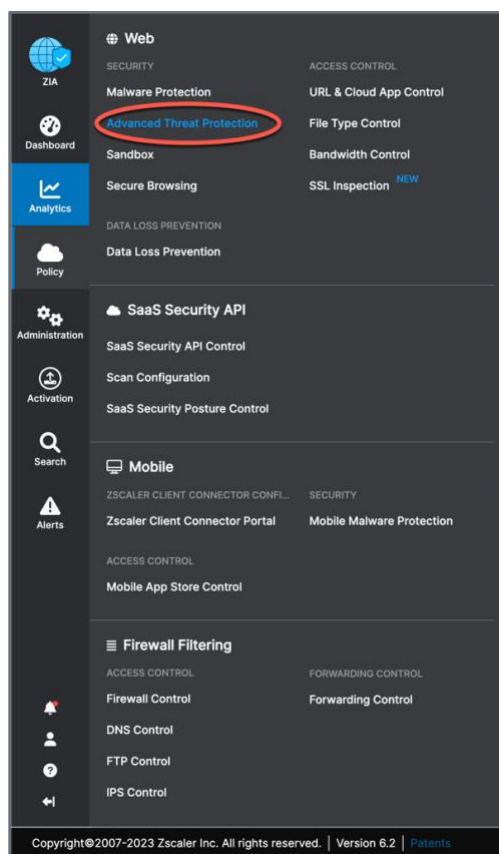 ZIA
Dashboard
Analytics
Policy
Administration
Activation
Search
Alerts
Web
SECURITY
Malware Protection
Advanced Threat Protection
Sandbox
Secure Browsing
ACCESS CONTROL
URL & Cloud App Control
File Type Control
Bandwidth Control
SSL Inspection NEW
DATA LOSS PREVENTION
Data Loss Prevention
SaaS Security API
SaaS Security API Control
Scan Configuration
SaaS Security Posture Control
Mobile
ZSCALER CLIENT CONNECTOR CONFI...
Zscaler Client Connector Portal
SECURITY
Mobile Malware Protection
ACCESS CONTROL
Mobile App Store Control
Firewall Filtering
ACCESS CONTROL
Firewall Control
DNS Control
FTP Control
IPS Control
FORWARDING CONTROL
Forwarding Control
Copyright©2007-2023 Zscaler Inc. All rights reserved. | Version 6.2 | Patents